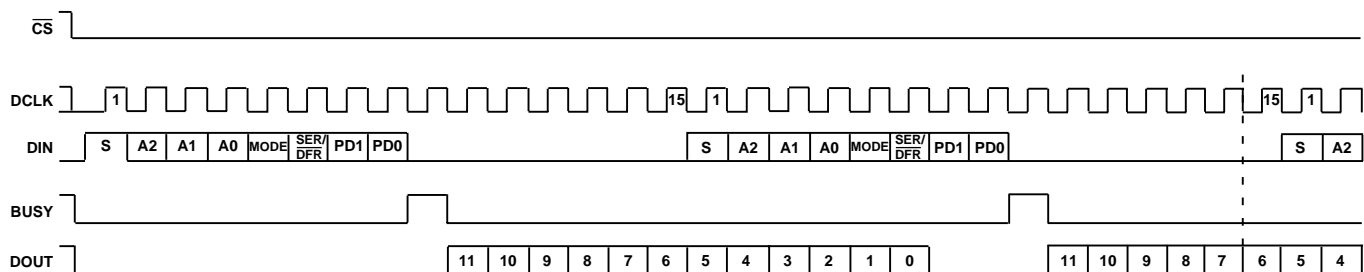 CS
DCLK 1 15 1 15 1
DIN S A2 A1 A0 MODE SER/DFR PD1 PD0 S A2 A1 A0 MODE SER/DFR PD1 PD0 S A2
BUSY
DOUT 11 10 9 8 7 6 5 4 3 2 1 0 11 10 9 8 7 6 5 4